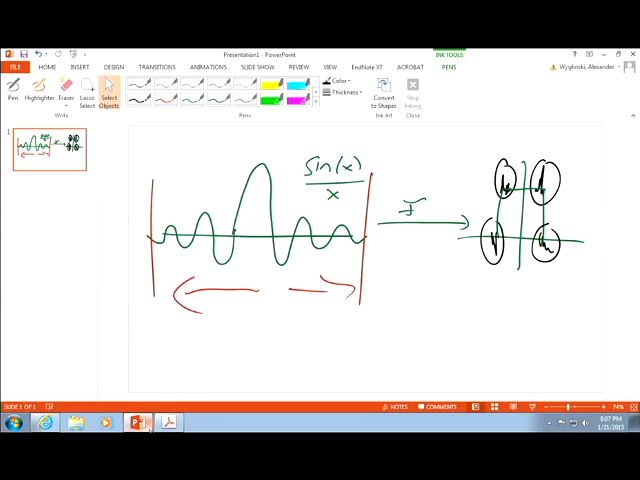 Presentation1 - PowerPoint
INK TOOLS
FILE HOME INSERT DESIGN TRANSITIONS ANIMATIONS SLIDE SHOW REVIEW VIEW EndNote X7 ACROBAT PENS
Wyglinski, Alexander
Pen Highlighter Eraser Lasso Select Select Objects
Color
Thickness
Convert to Shapes
Stop Inking
Write Pens Ink Art Close
1
sin(x)
x
SLIDE 1 OF 1
NOTES COMMENTS
74%
8:07 PM
1/21/2015